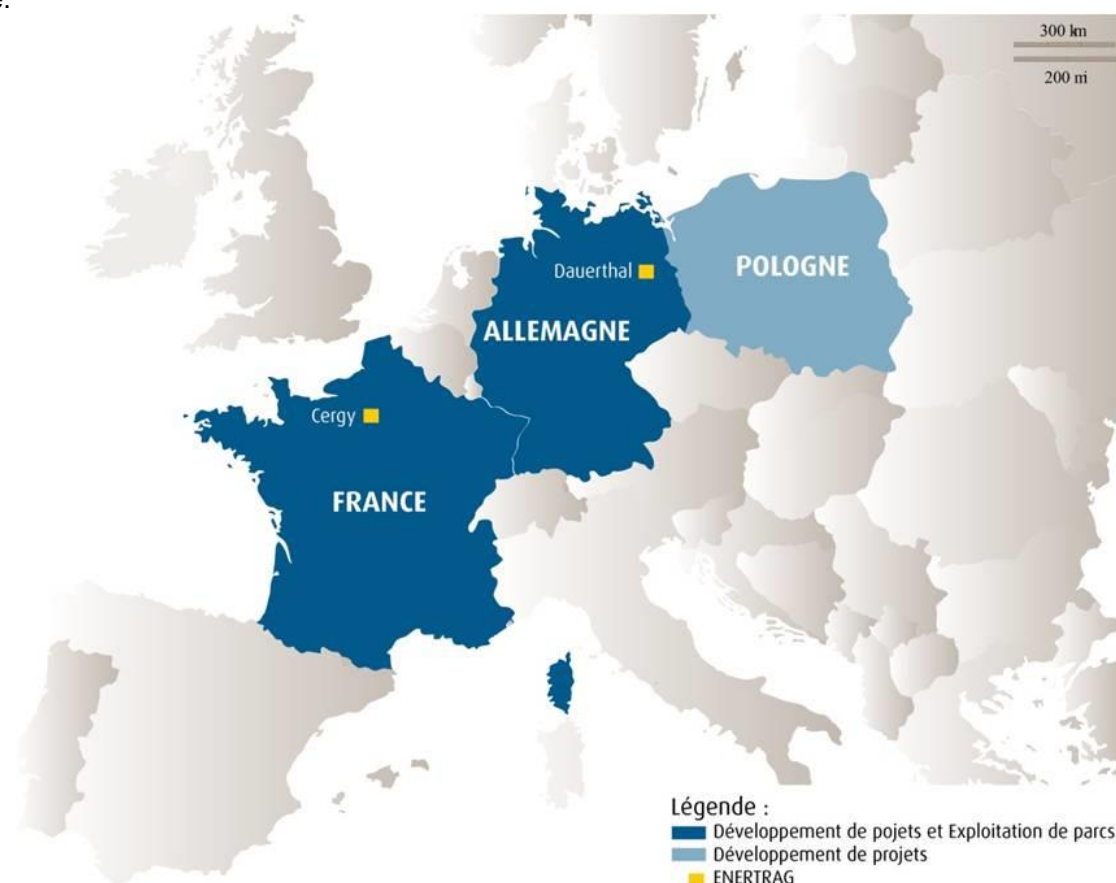 e.
300 km
200 mi
POLOGNE
Dauerthal
ALLEMAGNE
Cergy
FRANCE
Légende :
Développement de pojets et Exploitation de parcs
Développement de projets
ENERTRAG